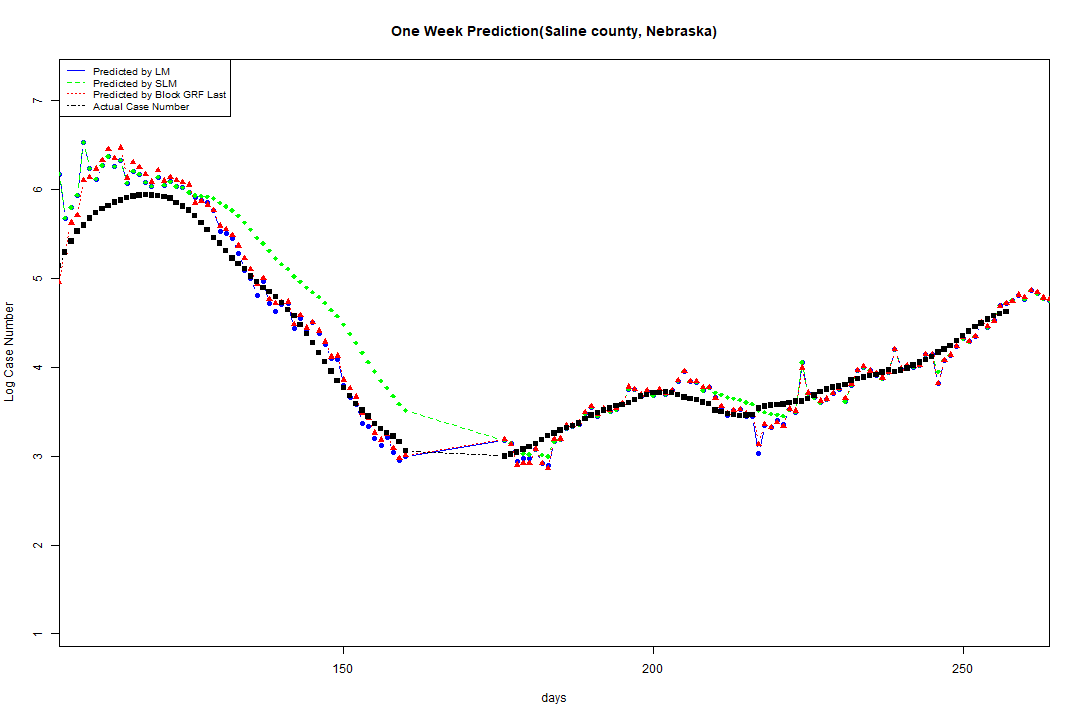 One Week Prediction(Saline county, Nebraska)
Predicted by LM
Predicted by SLM
Predicted by Block GRF Last
Actual Case Number
7
6
5
4
3
2
1
Log Case Number
150
200
250
days